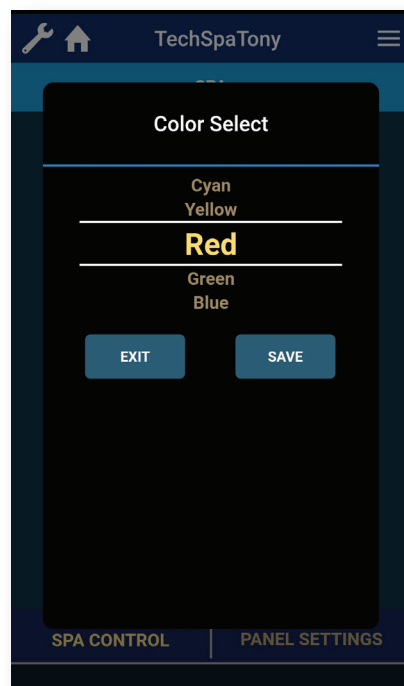 TechSpaTony
Color Select
Cyan
Yellow
Red
Green
Blue
EXIT SAVE
SPA CONTROL PANEL SETTINGS